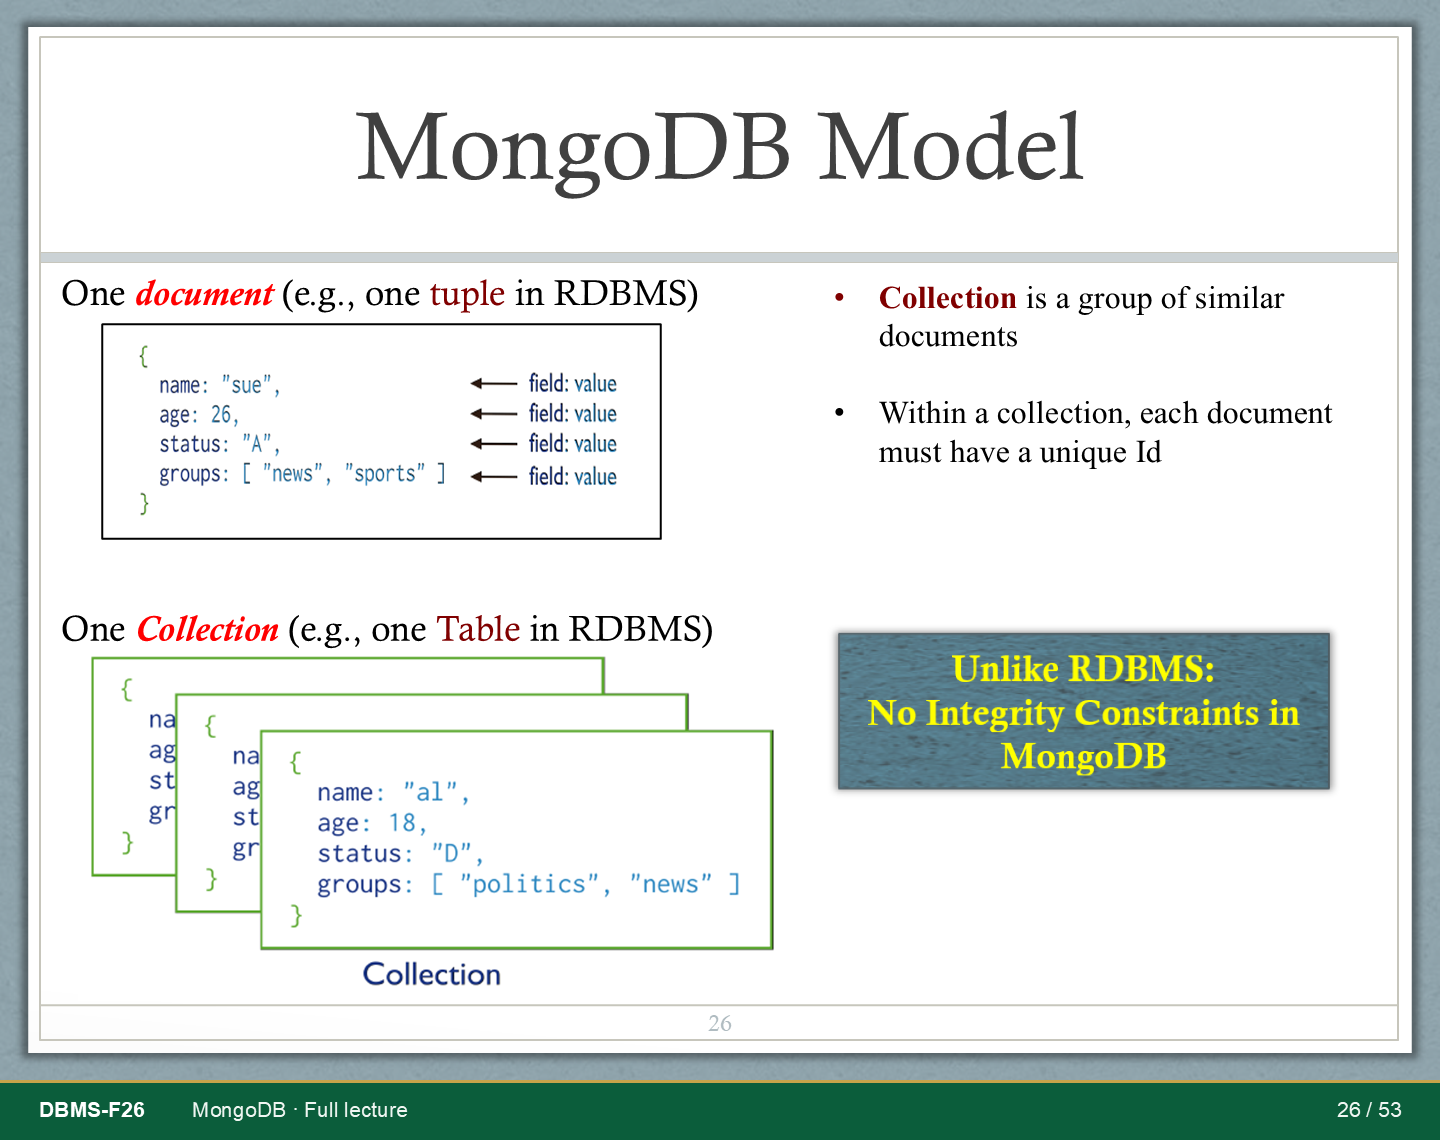 MongoDB Model
One document (e.g., one tuple in RDBMS)
{
name: "sue", ← field: value
age: 26, ← field: value
status: "A", ← field: value
groups: [ "news", "sports" ] ← field: value
}
One Collection (e.g., one Table in RDBMS)
{
na
ag
st
gr
}
{
na
ag
st
gr
}
{
name: "al",
age: 18,
status: "D",
groups: [ "politics", "news" ]
}
Collection
• Collection is a group of similar
documents
• Within a collection, each document
must have a unique Id
Unlike RDBMS:
No Integrity Constraints in
MongoDB
26
DBMS-F26 MongoDB · Full lecture 26 / 53